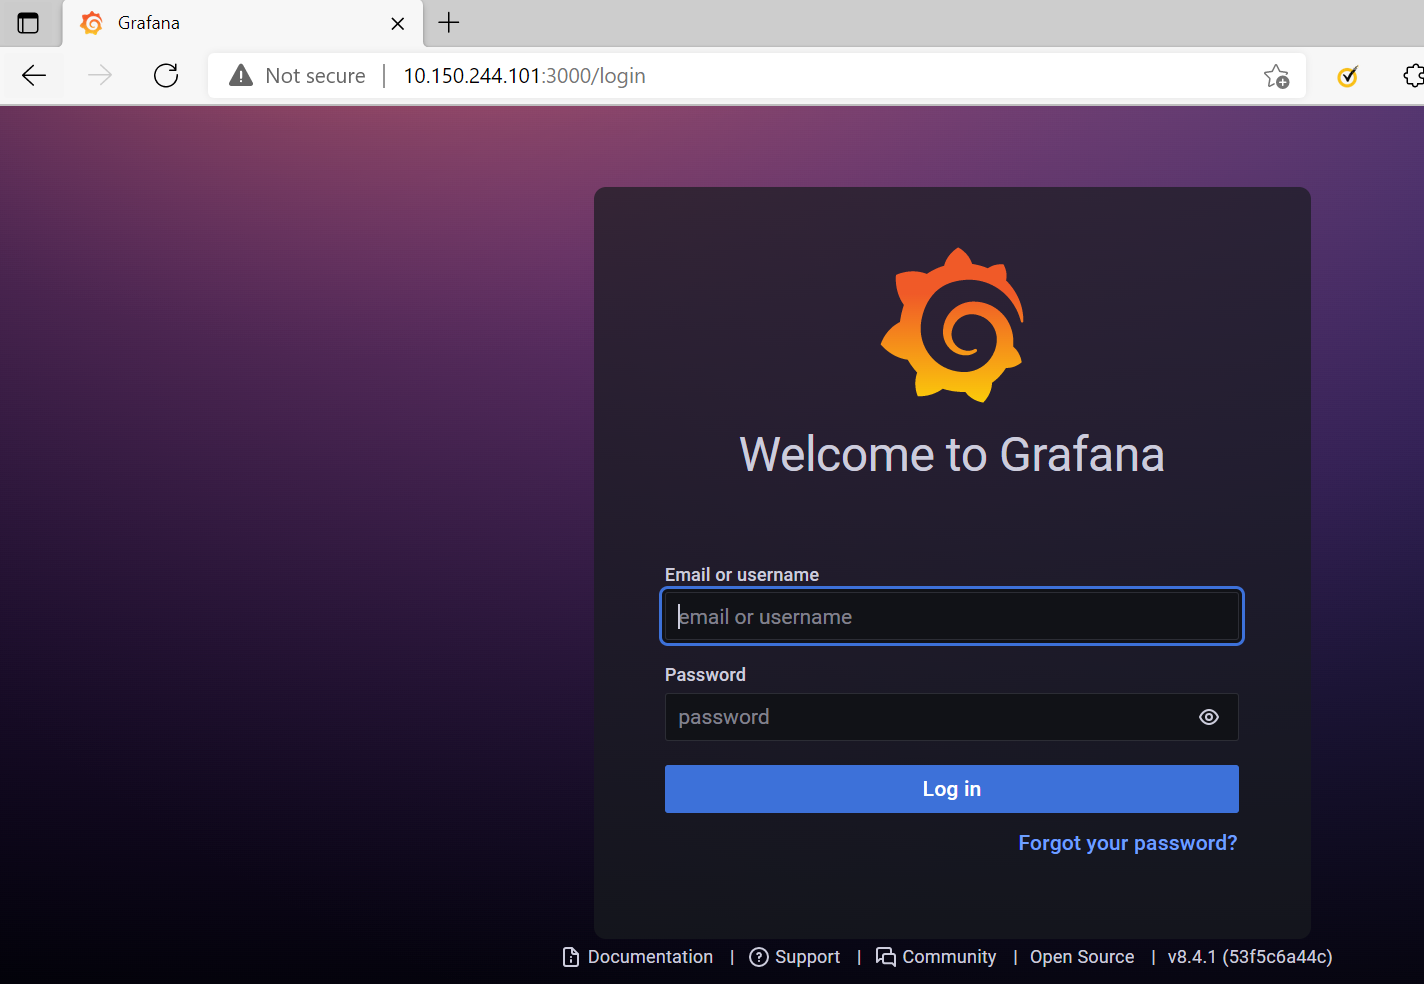 Grafana
Not secure | 10.150.244.101:3000/login
Welcome to Grafana
Email or username
email or username
Password
password
Log in
Forgot your password?
Documentation | Support | Community | Open Source | v8.4.1 (53f5c6a44c)